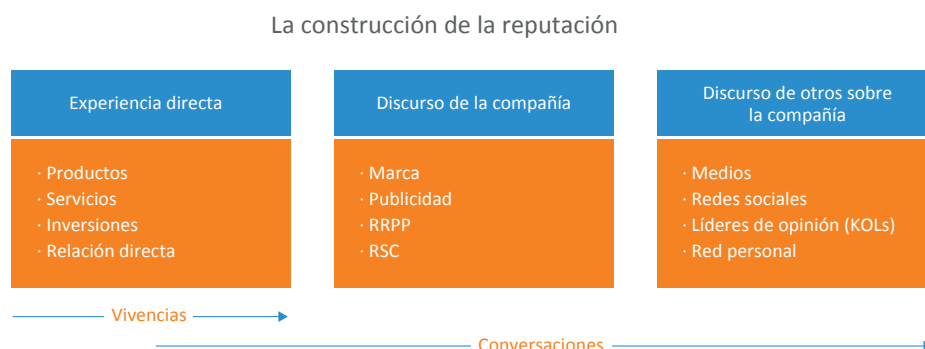 La construcción de la reputación
Experiencia directa
· Productos
· Servicios
· Inversiones
· Relación directa
Discurso de la compañía
· Marca
· Publicidad
· RRPP
· RSC
Discurso de otros sobre
la compañía
· Medios
· Redes sociales
· Líderes de opinión (KOLs)
· Red personal
Vivencias
Conversaciones